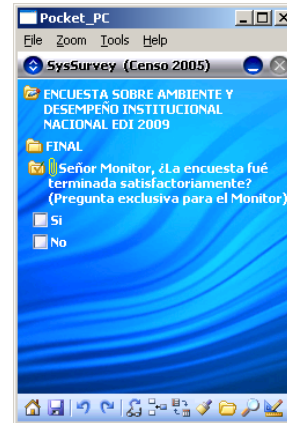 Pocket_PC
File Zoom Tools Help
SysSurvey (Censo 2005)
ENCUESTA SOBRE AMBIENTE Y
DESEMPEÑO INSTITUCIONAL
NACIONAL EDI 2009
FINAL
Señor Monitor, ¿La encuesta fué
terminada satisfactoriamente?
(Pregunta exclusiva para el Monitor)
Si
No